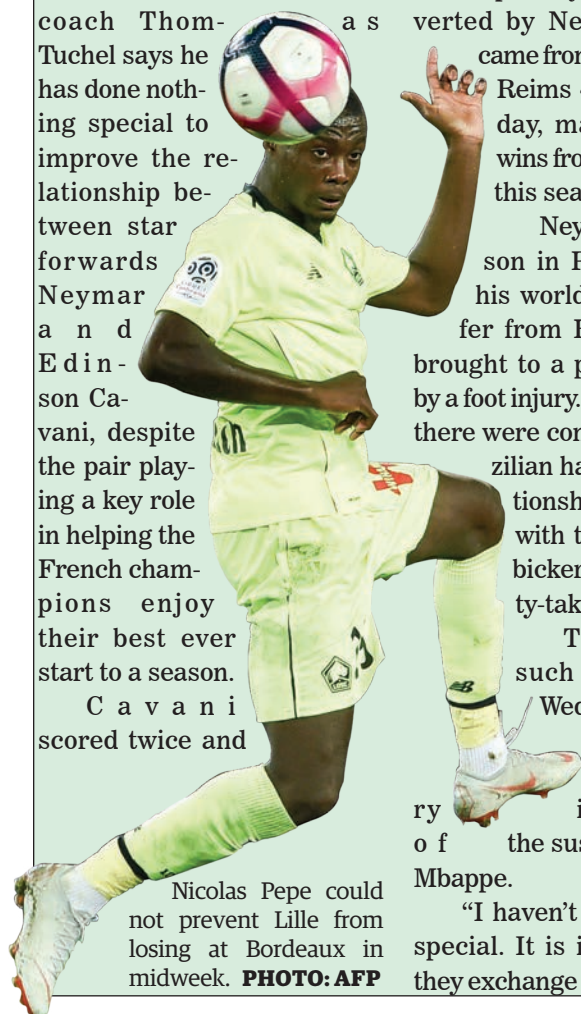 coach Thom-
as
Tuchel says he
has done noth-
ing special to
improve the re-
lationship be-
tween star
forwards
Neymar
and
Edin-
son Ca-
vani, despite
the pair play-
ing a key role
in helping the
French cham-
pions enjoy
their best ever
start to a season.
Cavani
scored twice and
verted by Ne
came from
Reims
day, ma
wins fro
this sea
Ney
son in
his world
fer from
brought to a p
by a foot injury.
there were con
zilian ha
tionsh
with t
bicker
ty-tak
T
such
Wed
ry i
of the sus
Mbappe.
“I haven’t
special. It is i
they exchange
Nicolas Pepe could
not prevent Lille from
losing at Bordeaux in
midweek. PHOTO: AFP